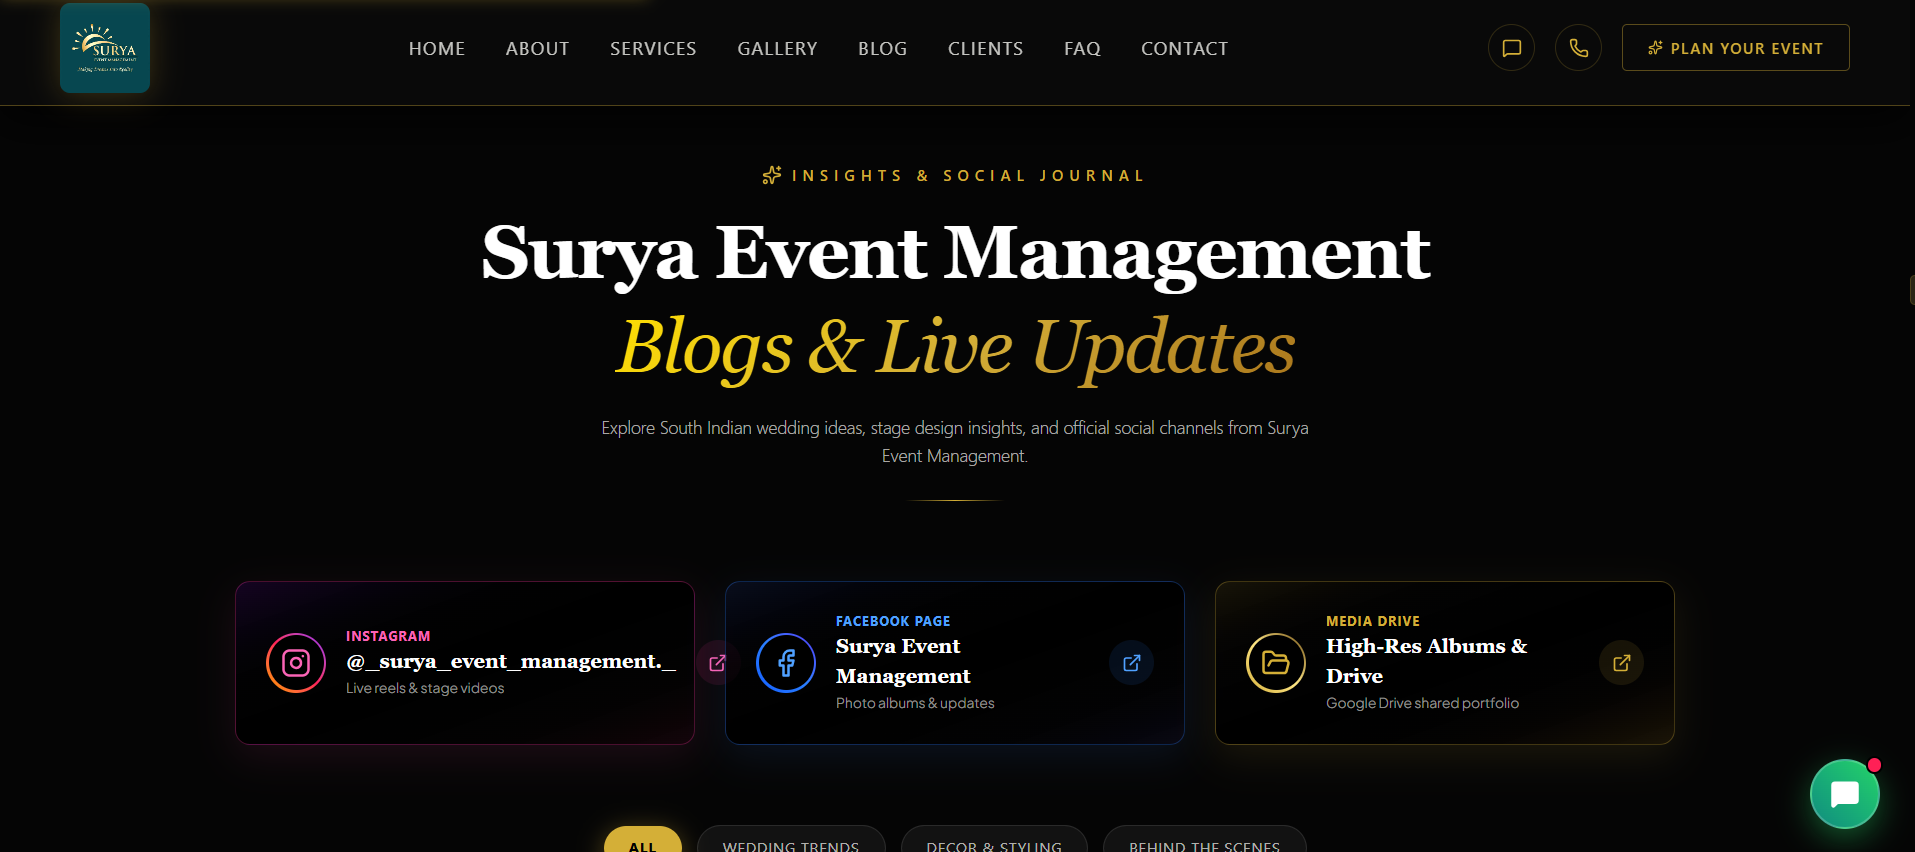 SURYA
EVENT MANAGEMENT
HOME
ABOUT
SERVICES
GALLERY
BLOG
CLIENTS
FAQ
CONTACT
PLAN YOUR EVENT
INSIGHTS & SOCIAL JOURNAL
Surya Event Management
Blogs & Live Updates
Explore South Indian wedding ideas, stage design insights, and official social channels from Surya
Event Management.
INSTAGRAM
@_surya_event_management._
Live reels & stage videos
FACEBOOK PAGE
Surya Event
Management
Photo albums & updates
MEDIA DRIVE
High-Res Albums &
Drive
Google Drive shared portfolio
ALL
WEDDING TRENDS
DECOR & STYLING
BEHIND THE SCENES